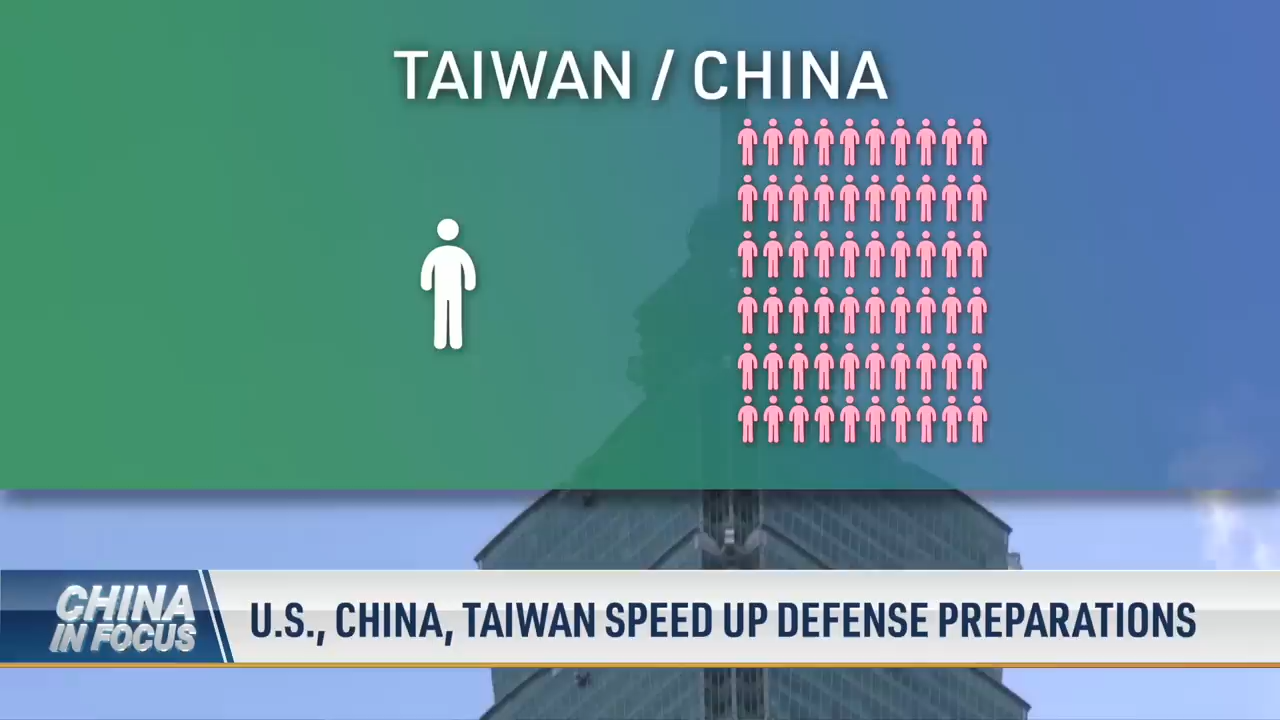 TAIWAN / CHINA
CHINA
IN FOCUS
U.S., CHINA, TAIWAN SPEED UP DEFENSE PREPARATIONS